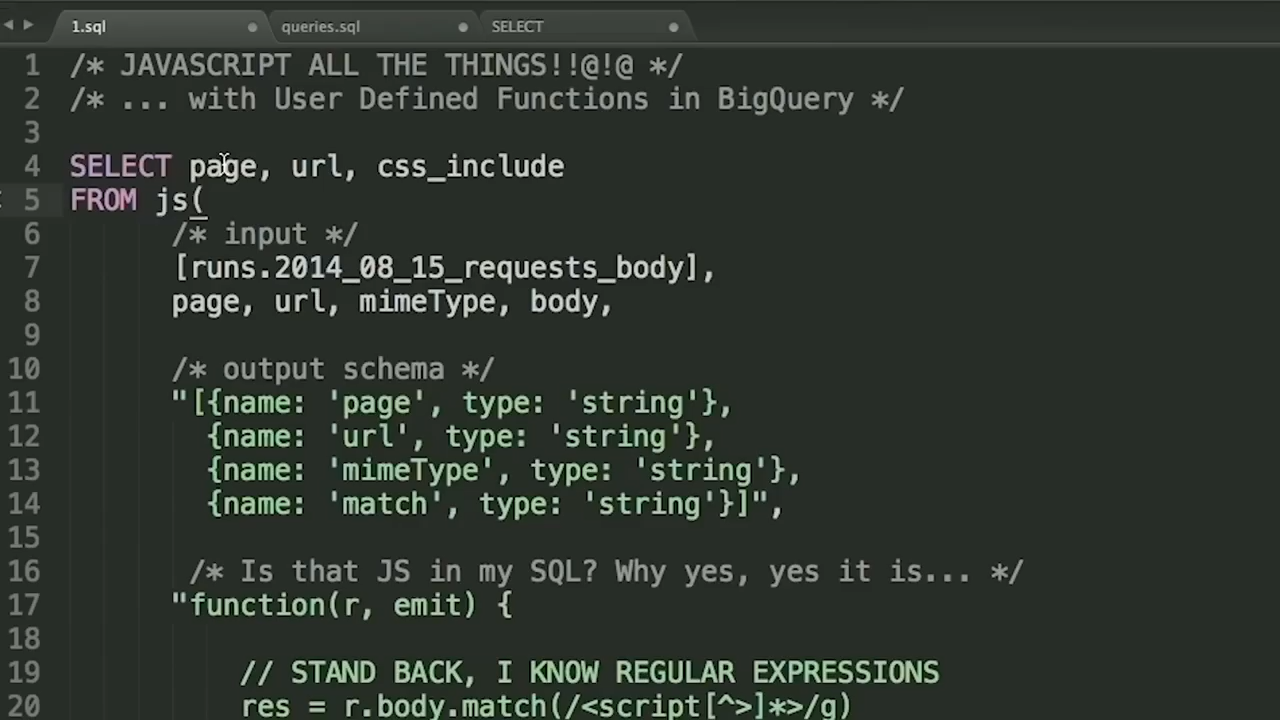 1.sql queries.sql SELECT
1 /* JAVASCRIPT ALL THE THINGS!!@!@ */
2 /* ... with User Defined Functions in BigQuery */
3
4 SELECT page, url, css_include
5 FROM js(
6 /* input */
7 [runs.2014_08_15_requests_body],
8 page, url, mimeType, body,
9
10 /* output schema */
11 "[{name: 'page', type: 'string'},
12 {name: 'url', type: 'string'},
13 {name: 'mimeType', type: 'string'},
14 {name: 'match', type: 'string'}]",
15
16 /* Is that JS in my SQL? Why yes, yes it is... */
17 "function(r, emit) {
18
19 // STAND BACK, I KNOW REGULAR EXPRESSIONS
20 res = r.body.match(/<script[^>]*>/g)